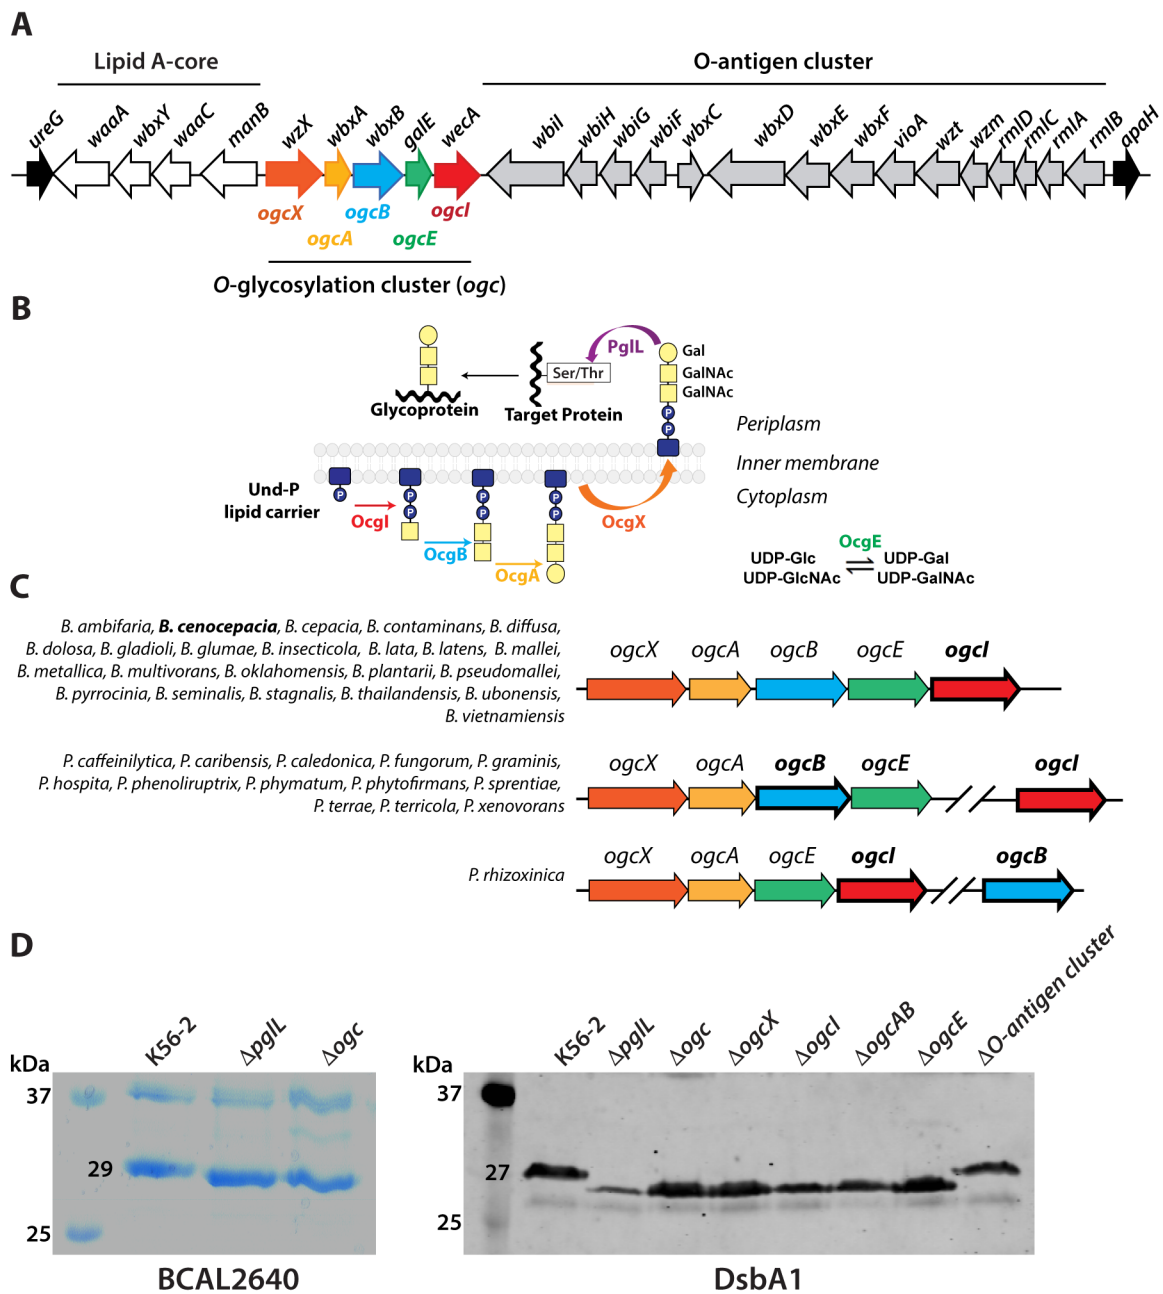 A
Lipid A-core
O-antigen cluster
ureG
waaA
wbxY
waaC
manB
wzX
wbxA
wbxB
galE
wecA
wbiI
wbiH
wbiG
wbiF
wbxC
wbxD
wbxE
wbxF
vioA
wzt
wzm
rmlD
rmlC
rmlA
rmlB
apaH
ogcX
ogcA
ogcB
ogcE
ogcI
O-glycosylation cluster (ogc)
B
PglL
Gal
GalNAc
GalNAc
Ser/Thr
Glycoprotein
Target Protein
P
P
Periplasm
Inner membrane
Cytoplasm
Und-P
lipid carrier
P
P
P
P
P
P
P
OcgI
OcgB
OcgA
OcgX
OcgE
UDP-Glc
UDP-GlcNAc
UDP-Gal
UDP-GalNAc
C
B. ambifaria, B. cenocepacia, B. cepacia, B. contaminans, B. diffusa,
B. dolosa, B. gladioli, B. glumae, B. insecticola, B. lata, B. latens, B. mallei,
B. metallica, B. multivorans, B. oklahomensis, B. plantarii, B. pseudomallei,
B. pyrrocinia, B. seminalis, B. stagnalis, B. thailandensis, B. ubonensis,
B. vietnamiensis
ogcX ogcA ogcB ogcE ogcI
P. caffeinilytica, P. caribensis, P. caledonica, P. fungorum, P. graminis,
P. hospita, P. phenoliruptrix, P. phymatum, P. phytofirmans, P. sprentiae,
P. terrae, P. terricola, P. xenovorans
ogcX ogcA ogcB ogcE ogcI
P. rhizoxinica
ogcX ogcA ogcE ogcI ogcB
D
kDa
K56-2
ΔpglL
Δogc
37
29
25
BCAL2640
kDa
K56-2
ΔpglL
Δogc
ΔogcX
ΔogcI
ΔogcAB
ΔogcE
ΔO-antigen cluster
37
27
25
DsbA1